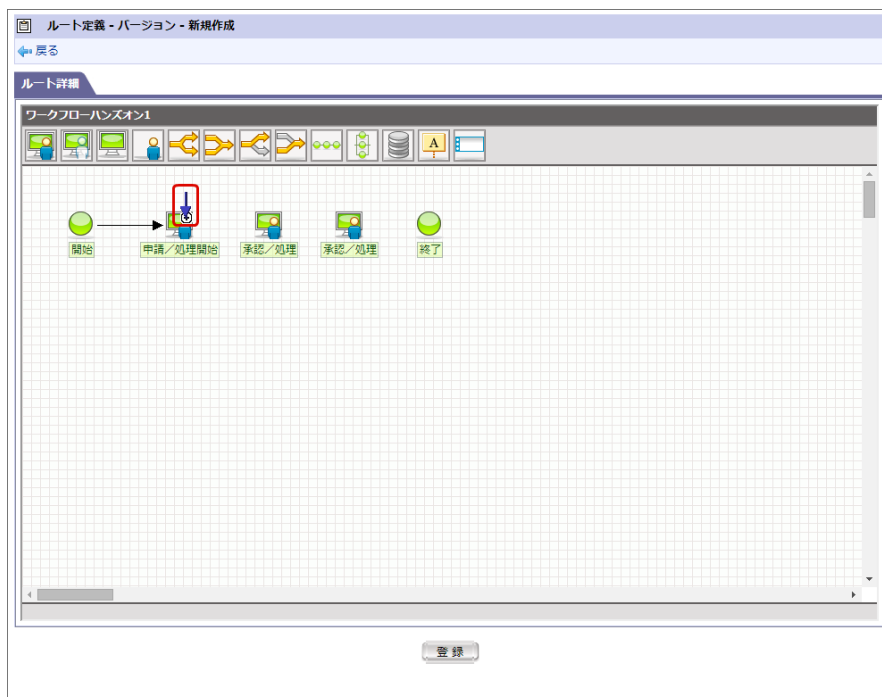 ルート定義 - バージョン - 新規作成
戻る
ルート詳細
ワークフローハンズオン1
A
開始
申請／処理開始
承認／処理
承認／処理
終了
登録